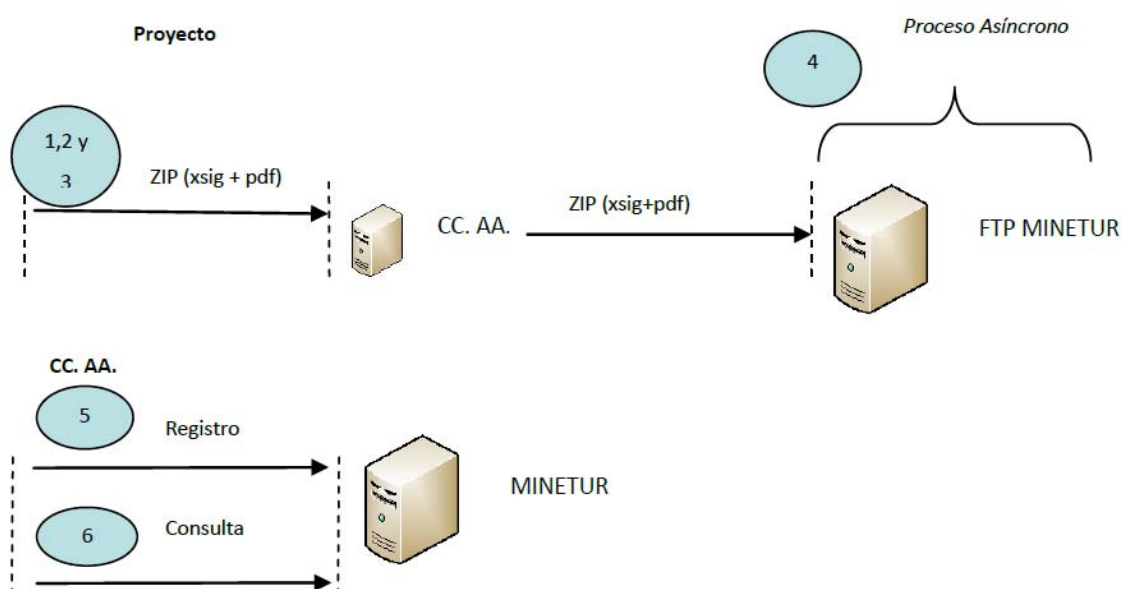 Proyecto
Proceso Asíncrono
4
1,2 y
3
ZIP (xsig + pdf)
ZIP (xsig+pdf)
CC. AA.
FTP MINETUR
CC. AA.
5
Registro
MINETUR
6
Consulta